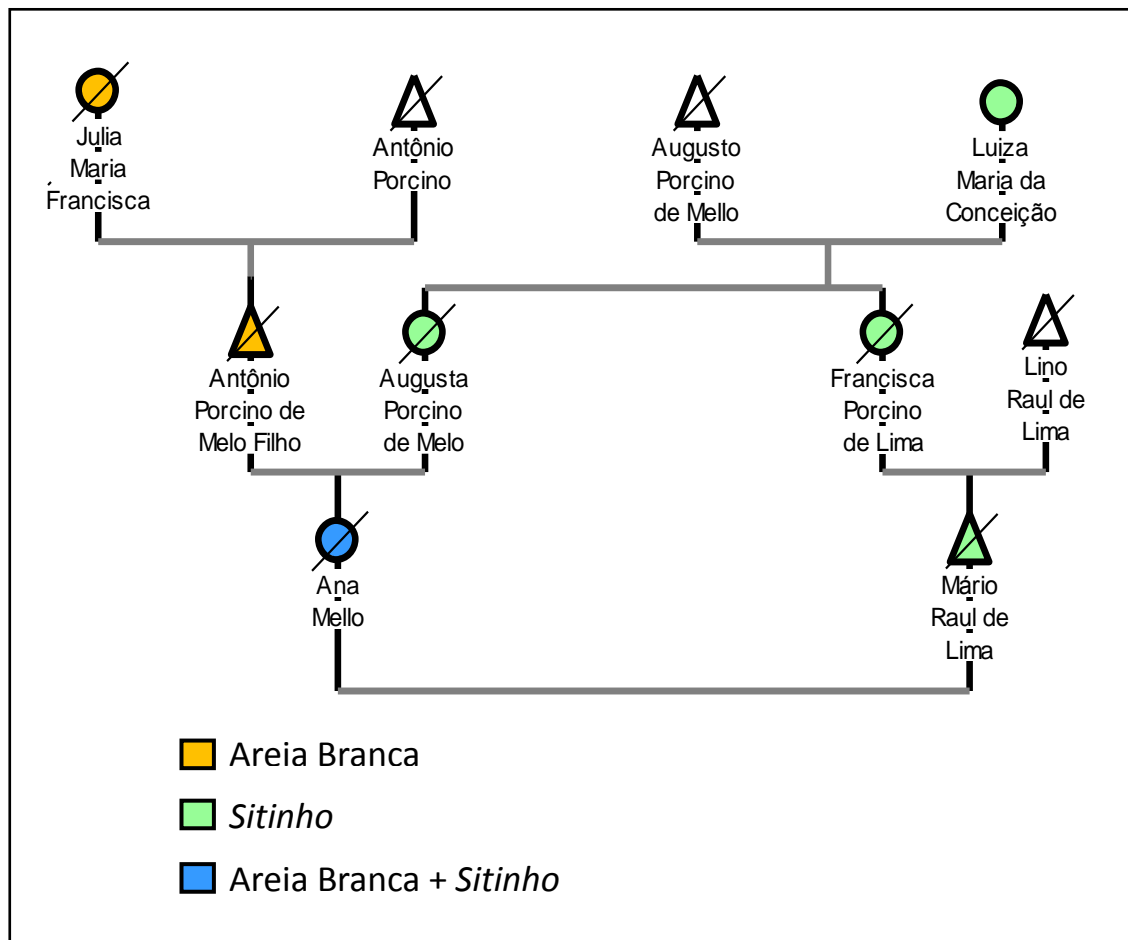 Julia
Maria
Francisca
Antônio
Porcino
Augusto
Porcino
de Mello
Luiza
Maria da
Conceição
Antônio
Porcino de
Melo Filho
Augusta
Porcino
de Melo
Francisca
Porcino
de Lima
Lino
Raul de
Lima
Ana
Mello
Mário
Raul de
Lima
Areia Branca
Sitinho
Areia Branca + Sitinho